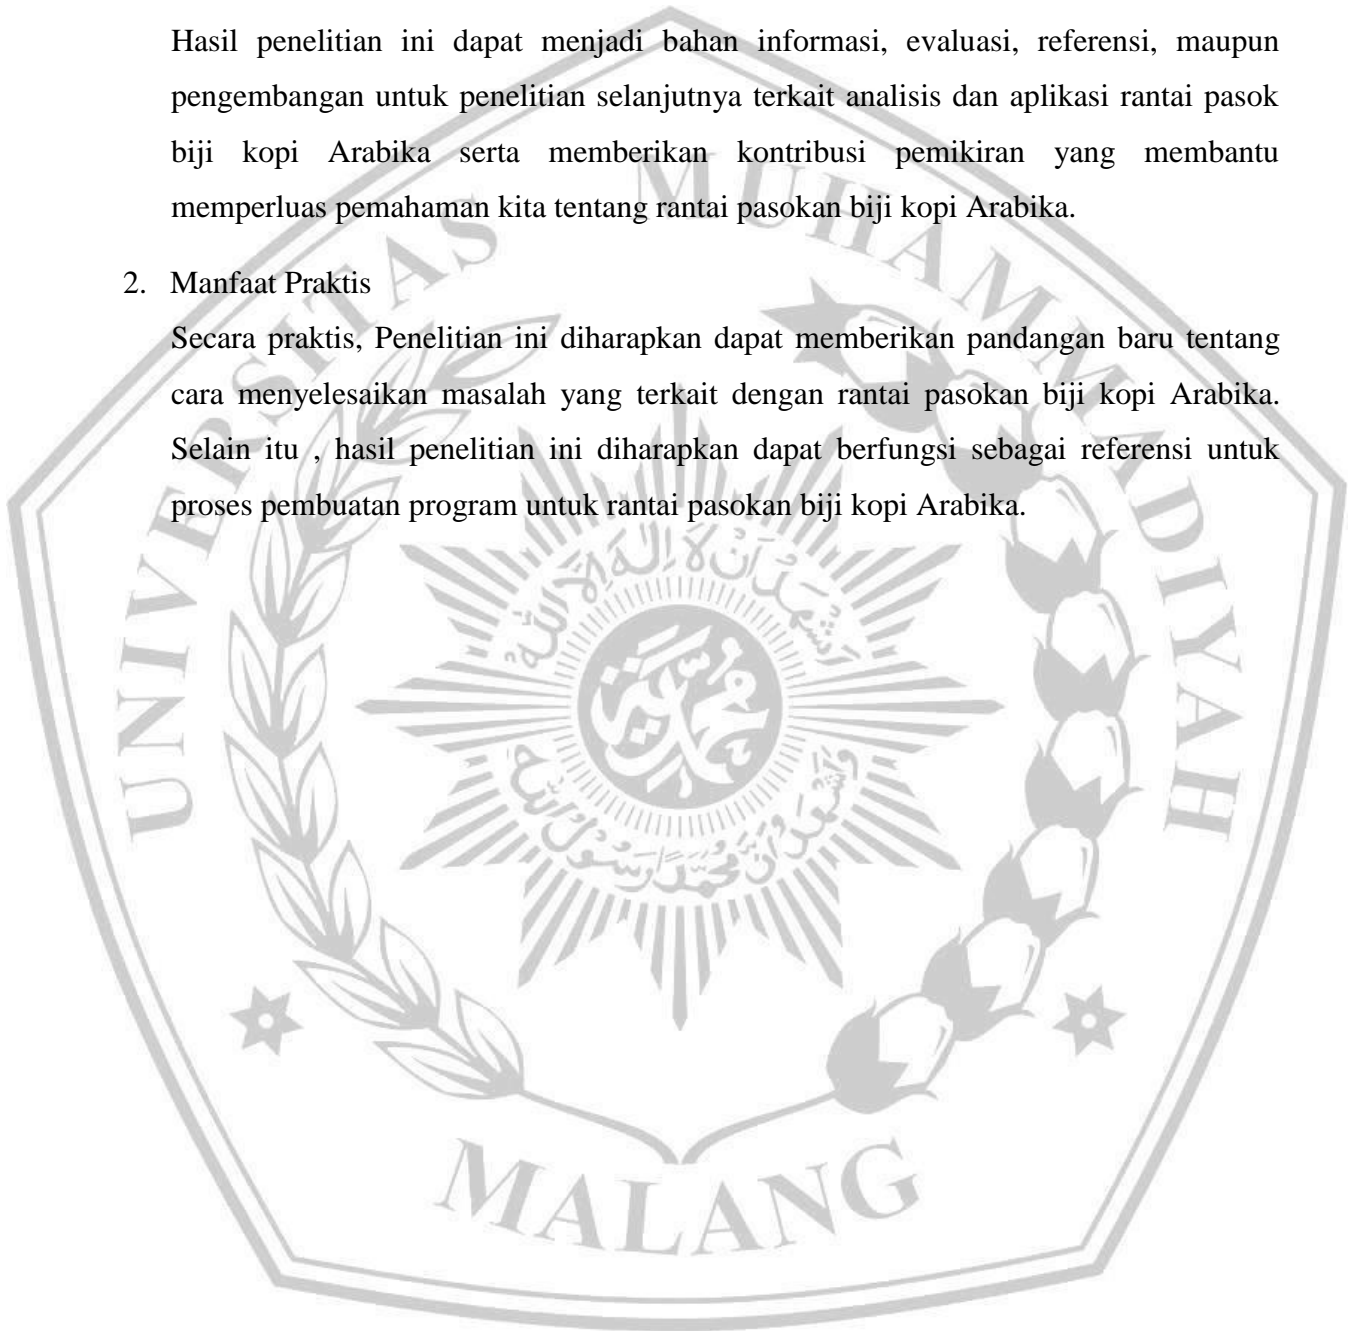 Hasil penelitian ini dapat menjadi bahan informasi, evaluasi, referensi, maupun
pengembangan untuk penelitian selanjutnya terkait analisis dan aplikasi rantai pasok
biji kopi Arabika serta memberikan kontribusi pemikiran yang membantu
memperluas pemahaman kita tentang rantai pasokan biji kopi Arabika.
2. Manfaat Praktis
Secara praktis, Penelitian ini diharapkan dapat memberikan pandangan baru tentang
cara menyelesaikan masalah yang terkait dengan rantai pasokan biji kopi Arabika.
Selain itu , hasil penelitian ini diharapkan dapat berfungsi sebagai referensi untuk
proses pembuatan program untuk rantai pasokan biji kopi Arabika.
UNIVERSITAS MUHAMMADIYAH
MALANG